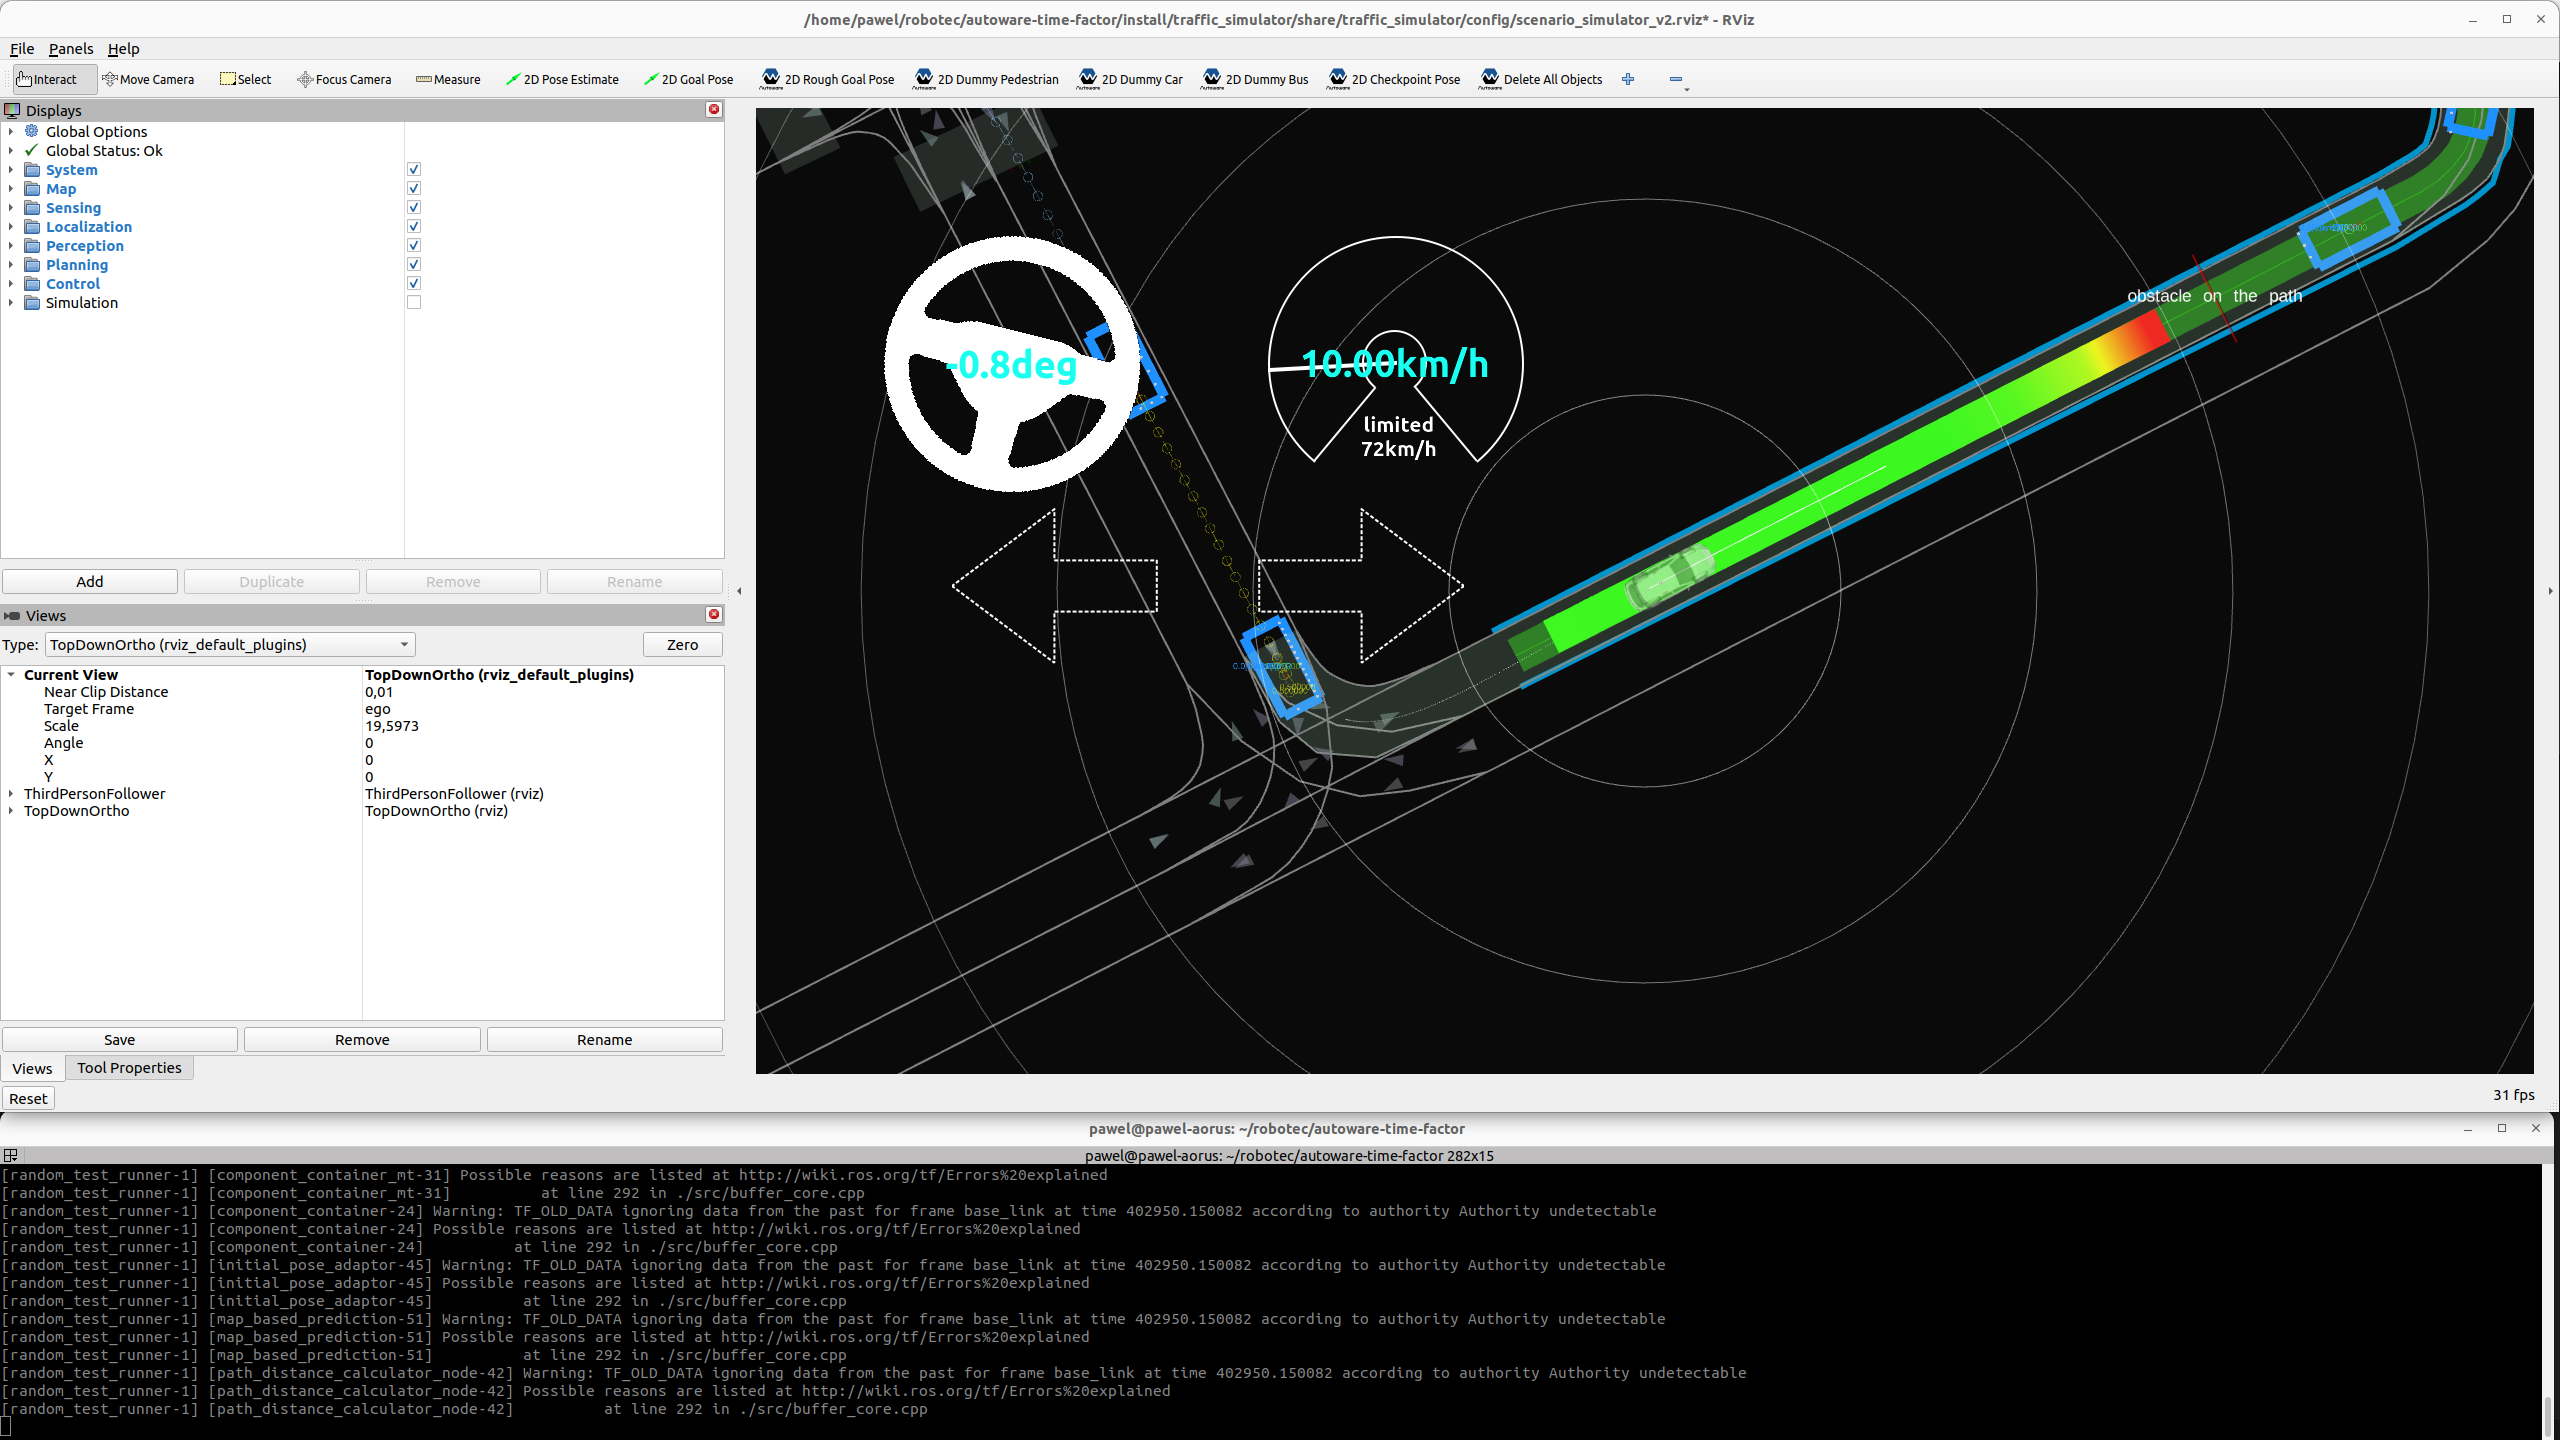 /home/pawel/robotec/autoware-time-factor/install/traffic_simulator/share/traffic_simulator/config/scenario_simulator_v2.rviz* - RViz
File Panels Help
Interact Move Camera Select Focus Camera Measure 2D Pose Estimate 2D Goal Pose 2D Rough Goal Pose 2D Dummy Pedestrian 2D Dummy Car 2D Dummy Bus 2D Checkpoint Pose Delete All Objects
Displays
Global Options
Global Status: Ok
System
Map
Sensing
Localization
Perception
Planning
Control
Simulation
Add Duplicate Remove Rename
Views
Type: TopDownOrtho (rviz_default_plugins) Zero
Current View TopDownOrtho (rviz_default_plugins)
Near Clip Distance 0,01
Target Frame ego
Scale 19,5973
Angle 0
X 0
Y 0
ThirdPersonFollower ThirdPersonFollower (rviz)
TopDownOrtho TopDownOrtho (rviz)
Save Remove Rename
Views Tool Properties
Reset
-0.8deg
10.00km/h
limited
72km/h
obstacle on the path
31 fps
pawel@pawel-aorus: ~/robotec/autoware-time-factor
pawel@pawel-aorus: ~/robotec/autoware-time-factor 282x15
[random_test_runner-1] [component_container_mt-31] Possible reasons are listed at http://wiki.ros.org/tf/Errors%20explained
[random_test_runner-1] [component_container_mt-31] at line 292 in ./src/buffer_core.cpp
[random_test_runner-1] [component_container-24] Warning: TF_OLD_DATA ignoring data from the past for frame base_link at time 402950.150082 according to authority Authority undetectable
[random_test_runner-1] [component_container-24] Possible reasons are listed at http://wiki.ros.org/tf/Errors%20explained
[random_test_runner-1] [component_container-24] at line 292 in ./src/buffer_core.cpp
[random_test_runner-1] [initial_pose_adaptor-45] Warning: TF_OLD_DATA ignoring data from the past for frame base_link at time 402950.150082 according to authority Authority undetectable
[random_test_runner-1] [initial_pose_adaptor-45] Possible reasons are listed at http://wiki.ros.org/tf/Errors%20explained
[random_test_runner-1] [initial_pose_adaptor-45] at line 292 in ./src/buffer_core.cpp
[random_test_runner-1] [map_based_prediction-51] Warning: TF_OLD_DATA ignoring data from the past for frame base_link at time 402950.150082 according to authority Authority undetectable
[random_test_runner-1] [map_based_prediction-51] Possible reasons are listed at http://wiki.ros.org/tf/Errors%20explained
[random_test_runner-1] [map_based_prediction-51] at line 292 in ./src/buffer_core.cpp
[random_test_runner-1] [path_distance_calculator_node-42] Warning: TF_OLD_DATA ignoring data from the past for frame base_link at time 402950.150082 according to authority Authority undetectable
[random_test_runner-1] [path_distance_calculator_node-42] Possible reasons are listed at http://wiki.ros.org/tf/Errors%20explained
[random_test_runner-1] [path_distance_calculator_node-42] at line 292 in ./src/buffer_core.cpp